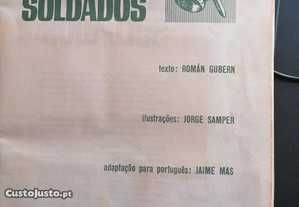 SOLDADOS
texto: ROMÁN GUBERN
ilustrações: JORGE SAMPER
adaptação para português: JAIME MAS
CustoJusto.pt